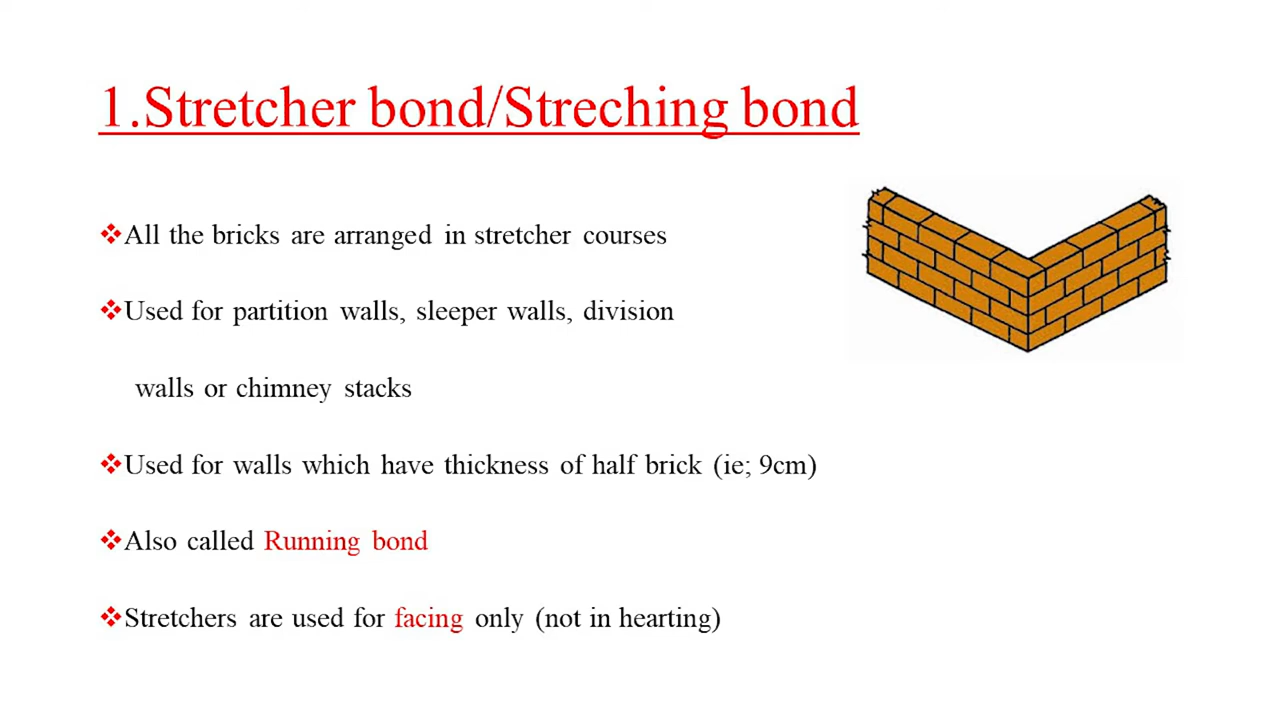 1.Stretcher bond/Streching bond
❖All the bricks are arranged in stretcher courses
❖Used for partition walls, sleeper walls, division
walls or chimney stacks
❖Used for walls which have thickness of half brick (ie; 9cm)
❖Also called Running bond
❖Stretchers are used for facing only (not in hearting)